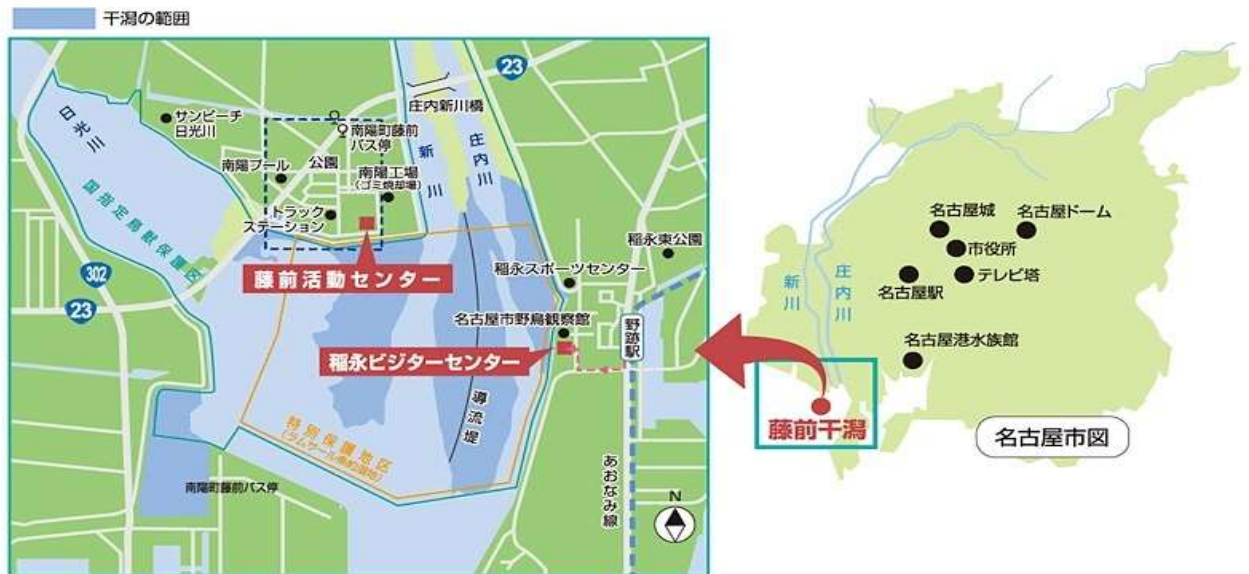 干潟の範囲
23
庄内新川橋
日光川
サンビーチ
日光川
南陽町藤前
バス停
公園
南陽プール
南陽工場
(ゴミ焼却場)
新川
庄内川
国指定鳥獣保護区
トラック
ステーション
稲永東公園
藤前活動センター
稲永スポーツセンター
302
23
名古屋市野鳥観察館
野跡駅
稲永ビジターセンター
導流堤
特別保護地区
南陽町藤前バス停
あおなみ線
N
名古屋城
名古屋ドーム
市役所
名古屋駅
テレビ塔
新川
庄内川
名古屋港水族館
藤前干潟
名古屋市図